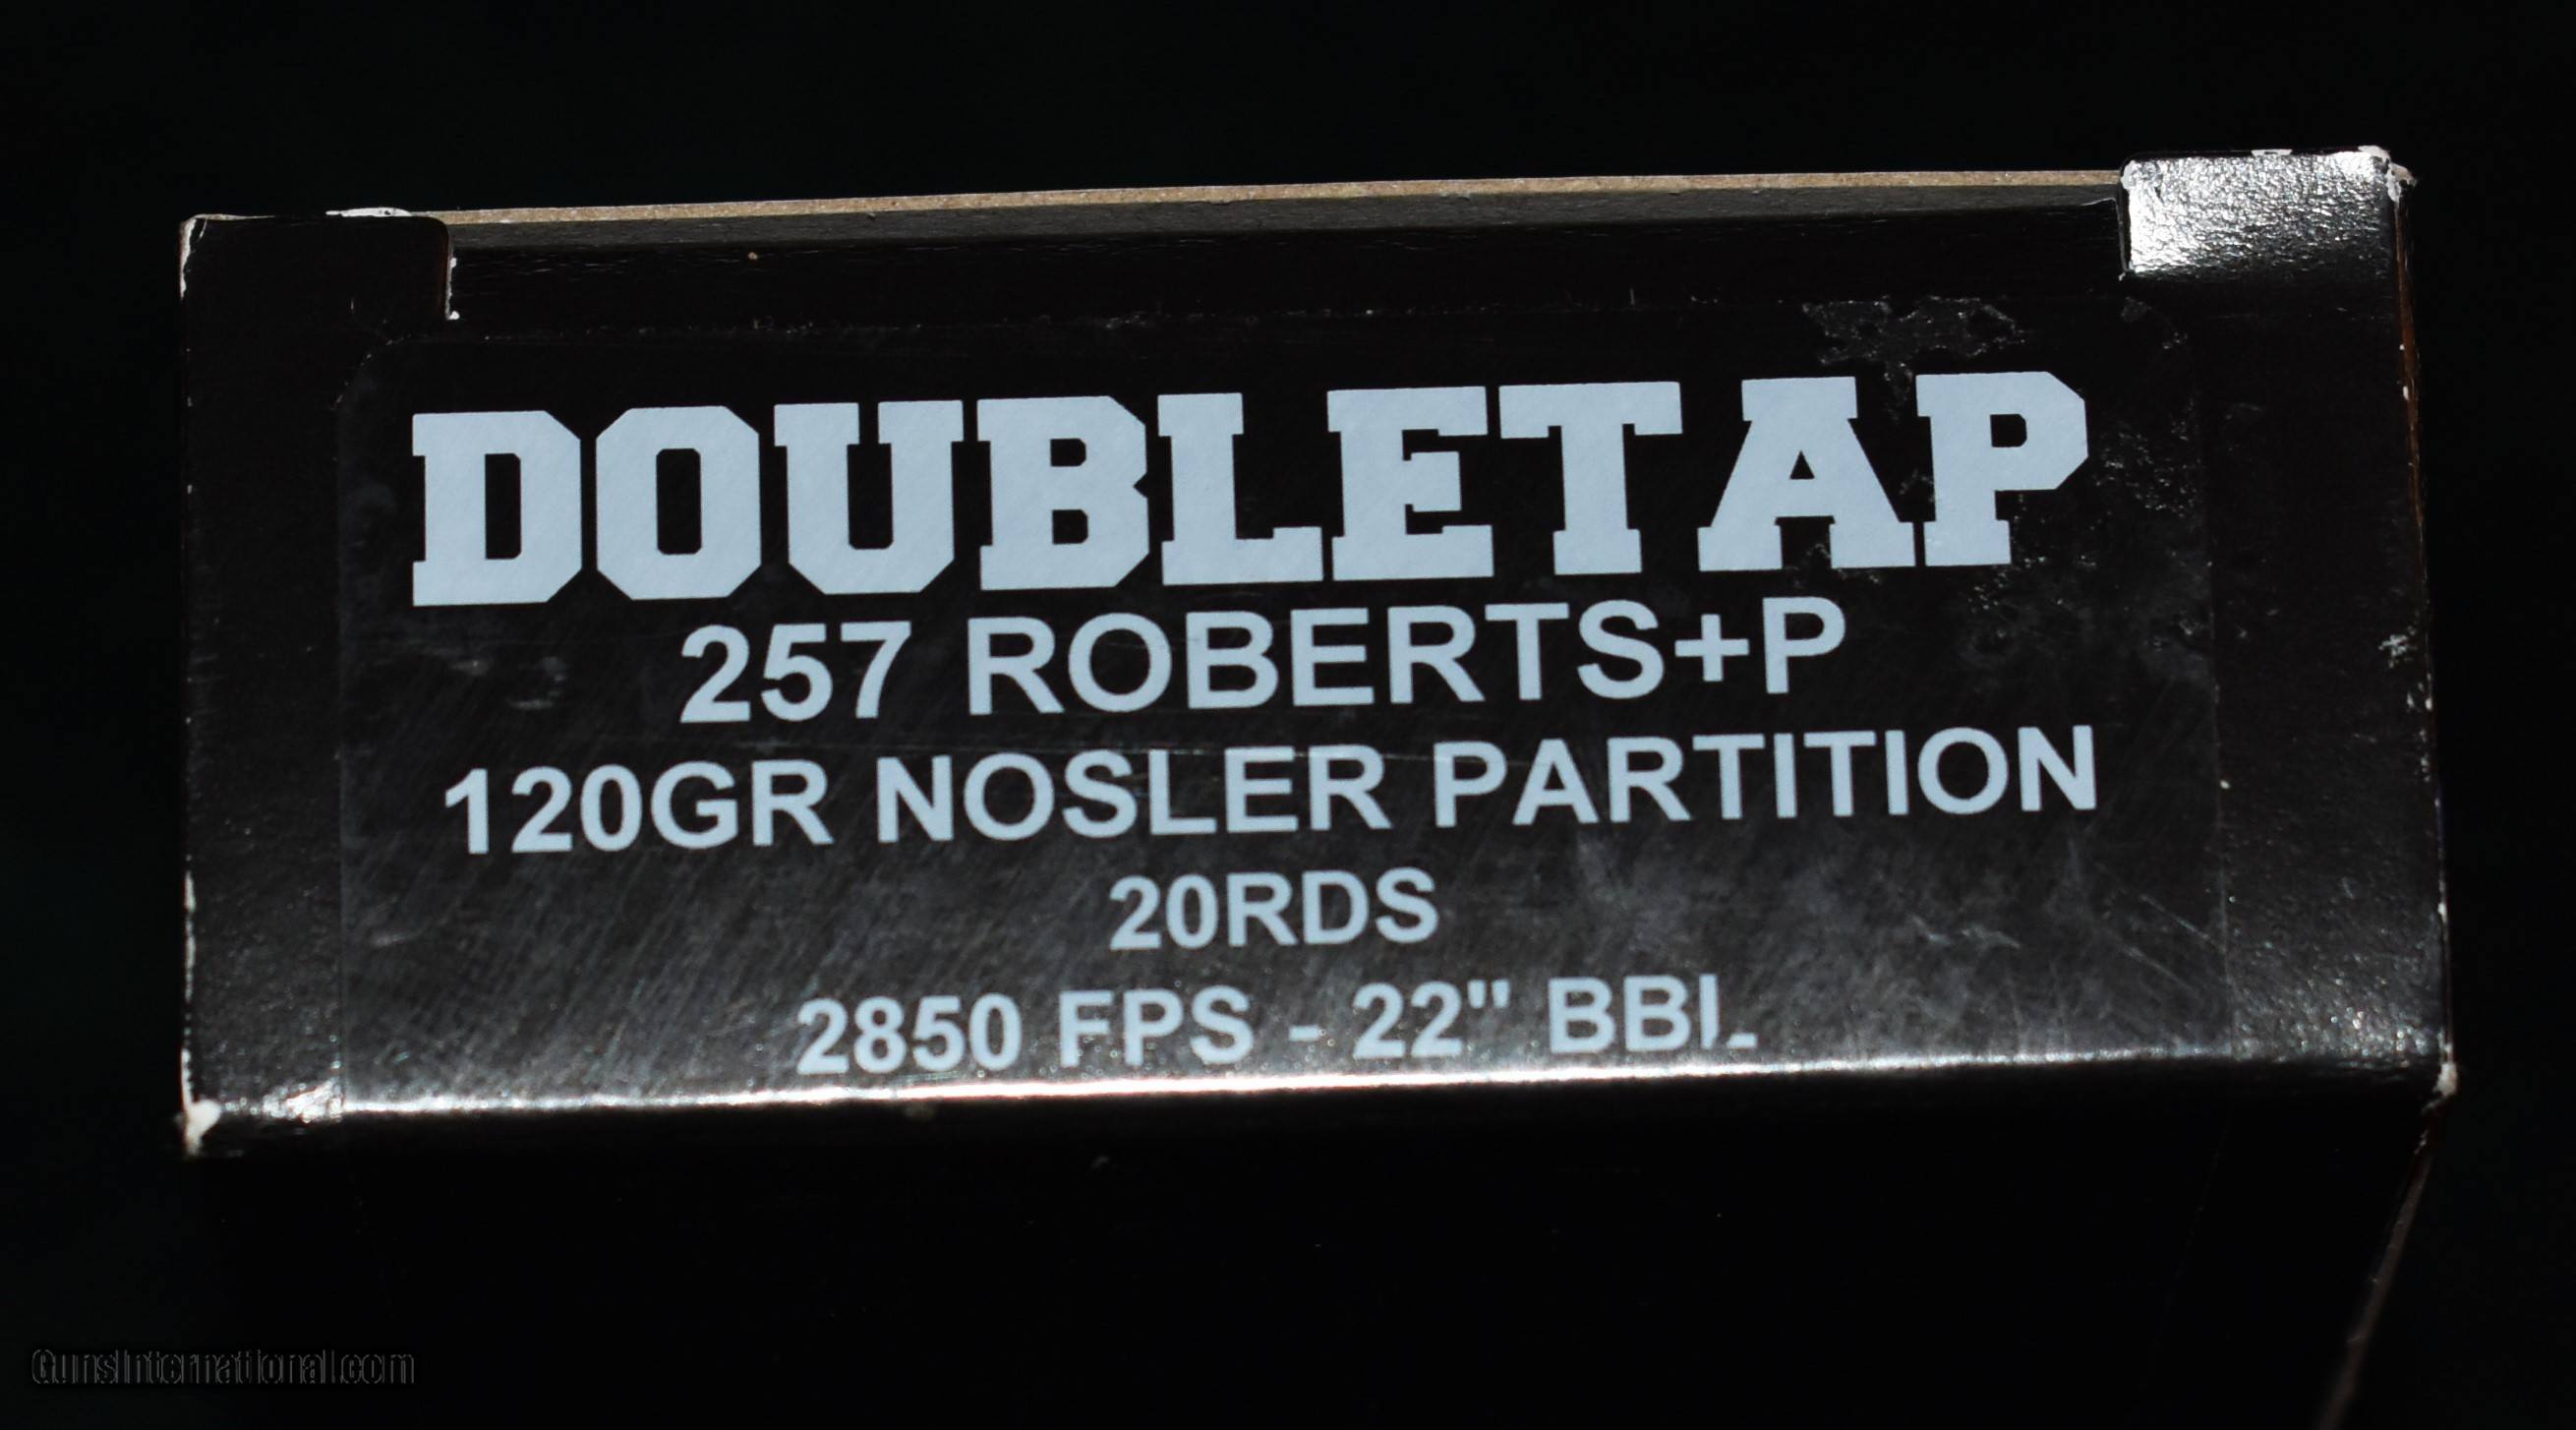 DOUBLETAP
257 ROBERTS+P
120GR NOSLER PARTITION
20RDS
2850 FPS - 22" BBL
GunsInternational.com